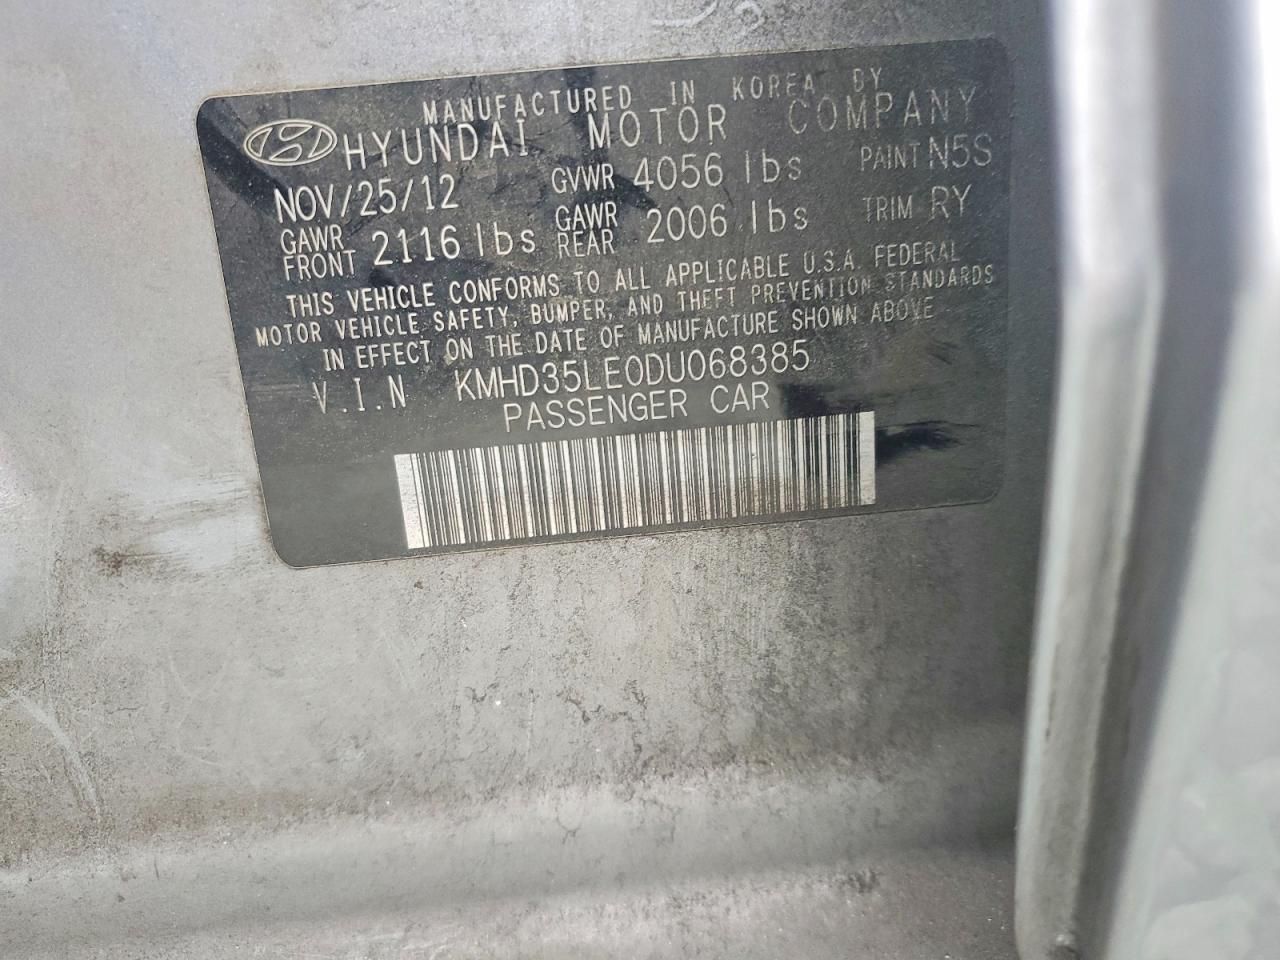 MANUFACTURED IN KOREA BY
HYUNDAI MOTOR COMPANY
NOV/25/12 GVWR 4056 lbs PAINT N5S
GAWR FRONT 2116 lbs GAWR REAR 2006 lbs TRIM RY
THIS VEHICLE CONFORMS TO ALL APPLICABLE U.S.A. FEDERAL
MOTOR VEHICLE SAFETY, BUMPER, AND THEFT PREVENTION STANDARDS
IN EFFECT ON THE DATE OF MANUFACTURE SHOWN ABOVE
V.I.N KMHD35LE0DU068385
PASSENGER CAR